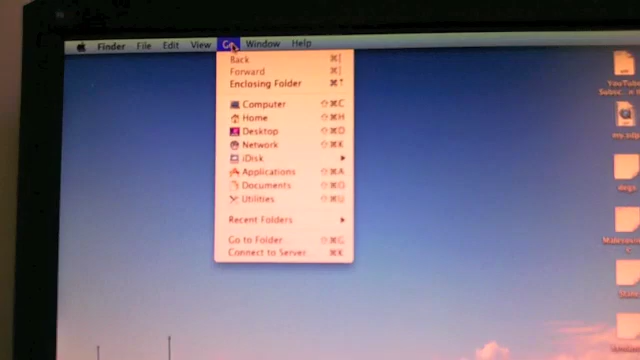 Finder File Edit View Go Window Help
Back ⌘[
Forward ⌘]
Enclosing Folder ⌘↑
Computer ⇧⌘C
Home ⇧⌘H
Desktop ⇧⌘D
Network ⇧⌘K
iDisk
Applications ⇧⌘A
Documents ⇧⌘O
Utilities ⇧⌘U
Recent Folders
Go to Folder ⇧⌘G
Connect to Server ⌘K
YouTube